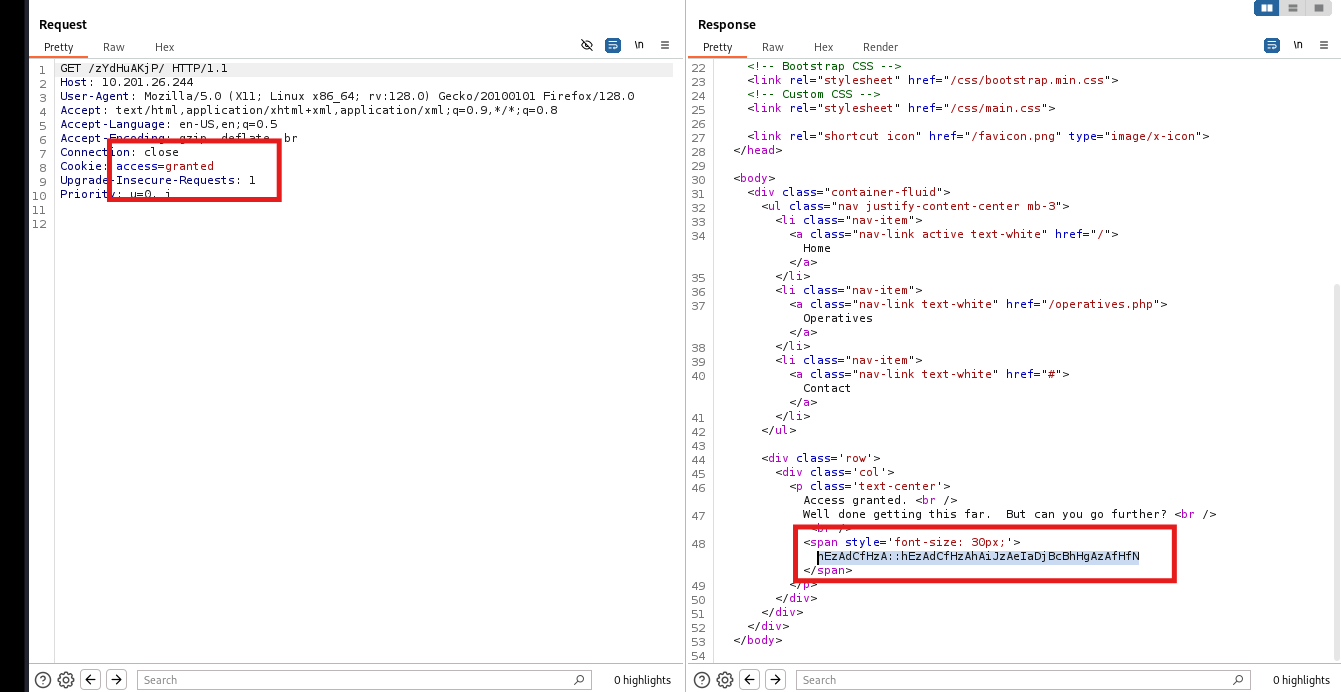 Request
Pretty Raw Hex
\n
1 GET /zYdHuAKjP/ HTTP/1.1
2 Host: 10.201.26.244
3 User-Agent: Mozilla/5.0 (X11; Linux x86_64; rv:128.0) Gecko/20100101 Firefox/128.0
4 Accept: text/html,application/xhtml+xml,application/xml;q=0.9,*/*;q=0.8
5 Accept-Language: en-US,en;q=0.5
6 Accept-Encoding: gzip, deflate, br
7 Connection: close
8 Cookie: access=granted
9 Upgrade-Insecure-Requests: 1
10 Priority: u=0, i
11
12
Search
0 highlights
Response
Pretty Raw Hex Render
\n
22 <!-- Bootstrap CSS -->
23 <link rel="stylesheet" href="/css/bootstrap.min.css">
24 <!-- Custom CSS -->
25 <link rel="stylesheet" href="/css/main.css">
26
27 <link rel="shortcut icon" href="/favicon.png" type="image/x-icon">
28 </head>
29
30 <body>
31 <div class="container-fluid">
32 <ul class="nav justify-content-center mb-3">
33 <li class="nav-item">
34 <a class="nav-link active text-white" href="/">
Home
</a>
35 </li>
36 <li class="nav-item">
37 <a class="nav-link text-white" href="/operatives.php">
Operatives
</a>
38 </li>
39 <li class="nav-item">
40 <a class="nav-link text-white" href="#">
Contact
</a>
41 </li>
42 </ul>
43
44 <div class='row'>
45 <div class='col'>
46 <p class='text-center'>
Access granted. <br />
47 Well done getting this far.  But can you go further? <br />
<br />
48 <span style='font-size: 30px;'>
hEzAdCfHzA::hEzAdCfHzAhAiJzAeIaDjBcBhHgAzAfHfN
</span>
49 </p>
50 </div>
51 </div>
52 </div>
53 </body>
54
Search
0 highlights